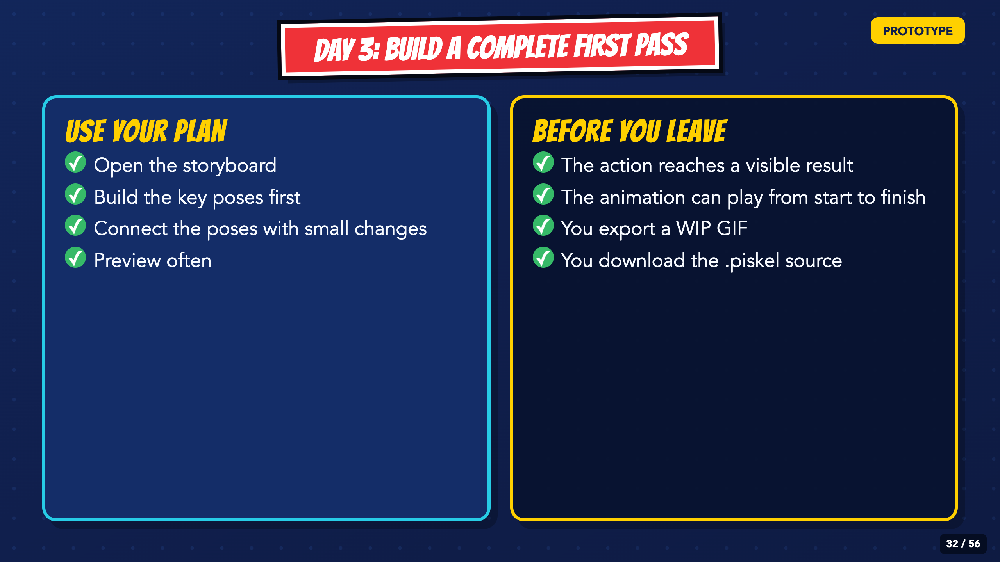 DAY 3: BUILD A COMPLETE FIRST PASS
PROTOTYPE
USE YOUR PLAN
Open the storyboard
Build the key poses first
Connect the poses with small changes
Preview often
BEFORE YOU LEAVE
The action reaches a visible result
The animation can play from start to finish
You export a WIP GIF
You download the .piskel source
32 / 56